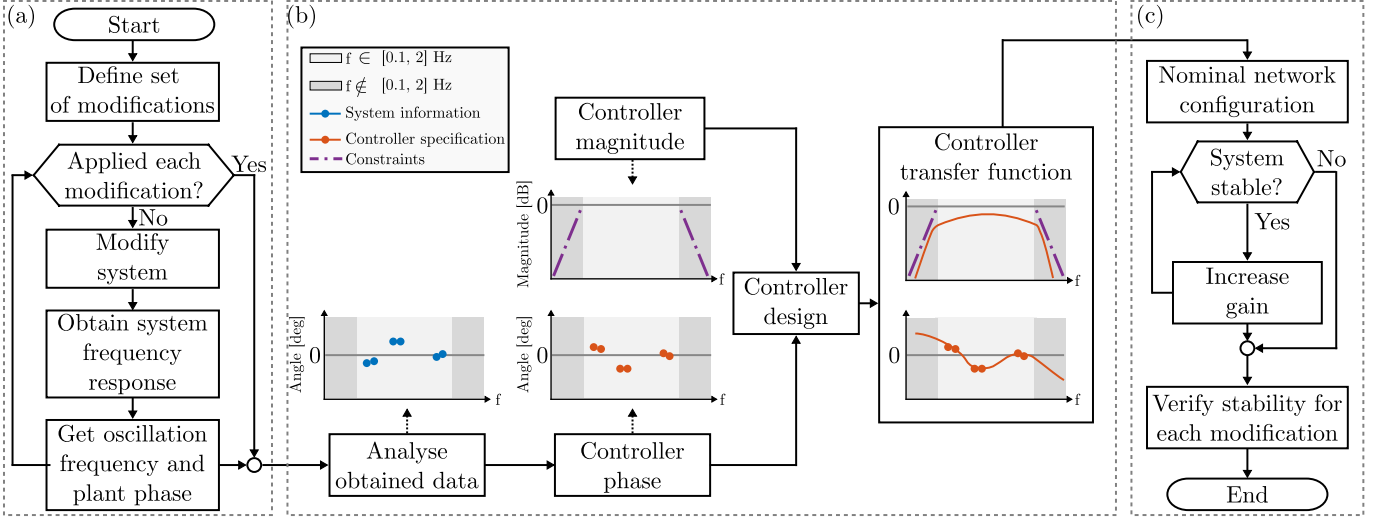 (a)
Start
Define set
of modifications
Applied each
modification?
Yes
No
Modify
system
Obtain system
frequency
response
Get oscillation
frequency and
plant phase
(b)
f ∈ [0.1, 2] Hz
f ∉ [0.1, 2] Hz
System information
Controller specification
Constraints
Controller
magnitude
Magnitude [dB]
0
f
Angle [deg]
0
f
Analyse
obtained data
Angle [deg]
0
f
Controller
phase
Controller
design
Controller
transfer function
0
f
0
f
(c)
Nominal network
configuration
System
stable?
No
Yes
Increase
gain
Verify stability for
each modification
End